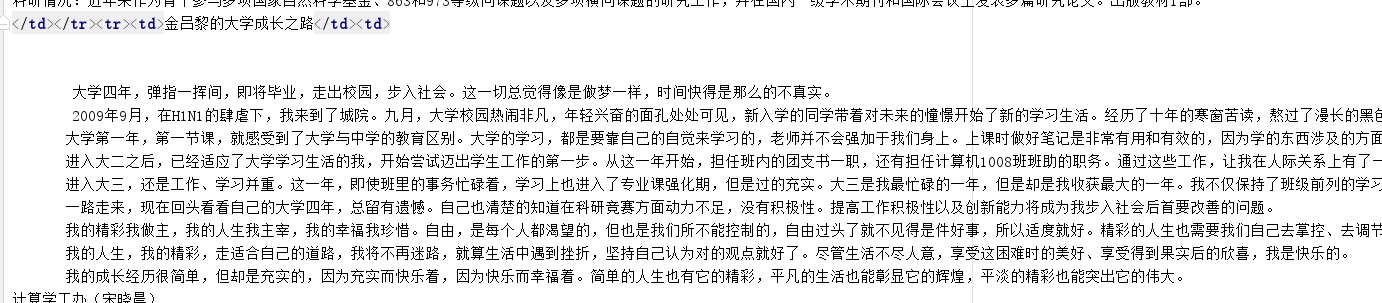 科研情况：近年来作为骨干参与多项国家自然科学基金、863和973等纵向课题以及多项横向课题的研究工作，并在国内一级学术期刊和国际会议上发表多篇研究论文。出版教材1部。
</td></tr><tr><td>金吕黎的大学成长之路</td><td>
大学四年，弹指一挥间，即将毕业，走出校园，步入社会。这一切总觉得像是做梦一样，时间快得是那么的不真实。
2009年9月，在H1N1的肆虐下，我来到了城院。九月，大学校园热闹非凡，年轻兴奋的面孔处处可见，新入学的同学带着对未来的憧憬开始了新的学习生活。经历了十年的寒窗苦读，熬过了漫长的黑色
大学第一年，第一节课，就感受到了大学与中学的教育区别。大学的学习，都是要靠自己的自觉来学习的，老师并不会强加于我们身上。上课时做好笔记是非常有用和有效的，因为学的东西涉及的方面
进入大二之后，已经适应了大学学习生活的我，开始尝试迈出学生工作的第一步。从这一年开始，担任班内的团支书一职，还有担任计算机1008班班助的职务。通过这些工作，让我在人际关系上有了一
进入大三，还是工作、学习并重。这一年，即使班里的事务忙碌着，学习上也进入了专业课强化期，但是过的充实。大三是我最忙碌的一年，但是却是我收获最大的一年。我不仅保持了班级前列的学习
一路走来，现在回头看看自己的大学四年，总留有遗憾。自己也清楚的知道在科研竞赛方面动力不足，没有积极性。提高工作积极性以及创新能力将成为我步入社会后首要改善的问题。
我的精彩我做主，我的人生我主宰，我的幸福我珍惜。自由，是每个人都渴望的，但也是我们所不能控制的，自由过头了就不见得是件好事，所以适度就好。精彩的人生也需要我们自己去掌控、去调节
我的人生，我的精彩，走适合自己的道路，我将不再迷路，就算生活中遇到挫折，坚持自己认为对的观点就好了。尽管生活不尽人意，享受这困难时的美好、享受得到果实后的欣喜，我是快乐的。
我的成长经历很简单，但却是充实的，因为充实而快乐着，因为快乐而幸福着。简单的人生也有它的精彩，平凡的生活也能彰显它的辉煌，平淡的精彩也能突出它的伟大。
计算学工办（宋晓晨）